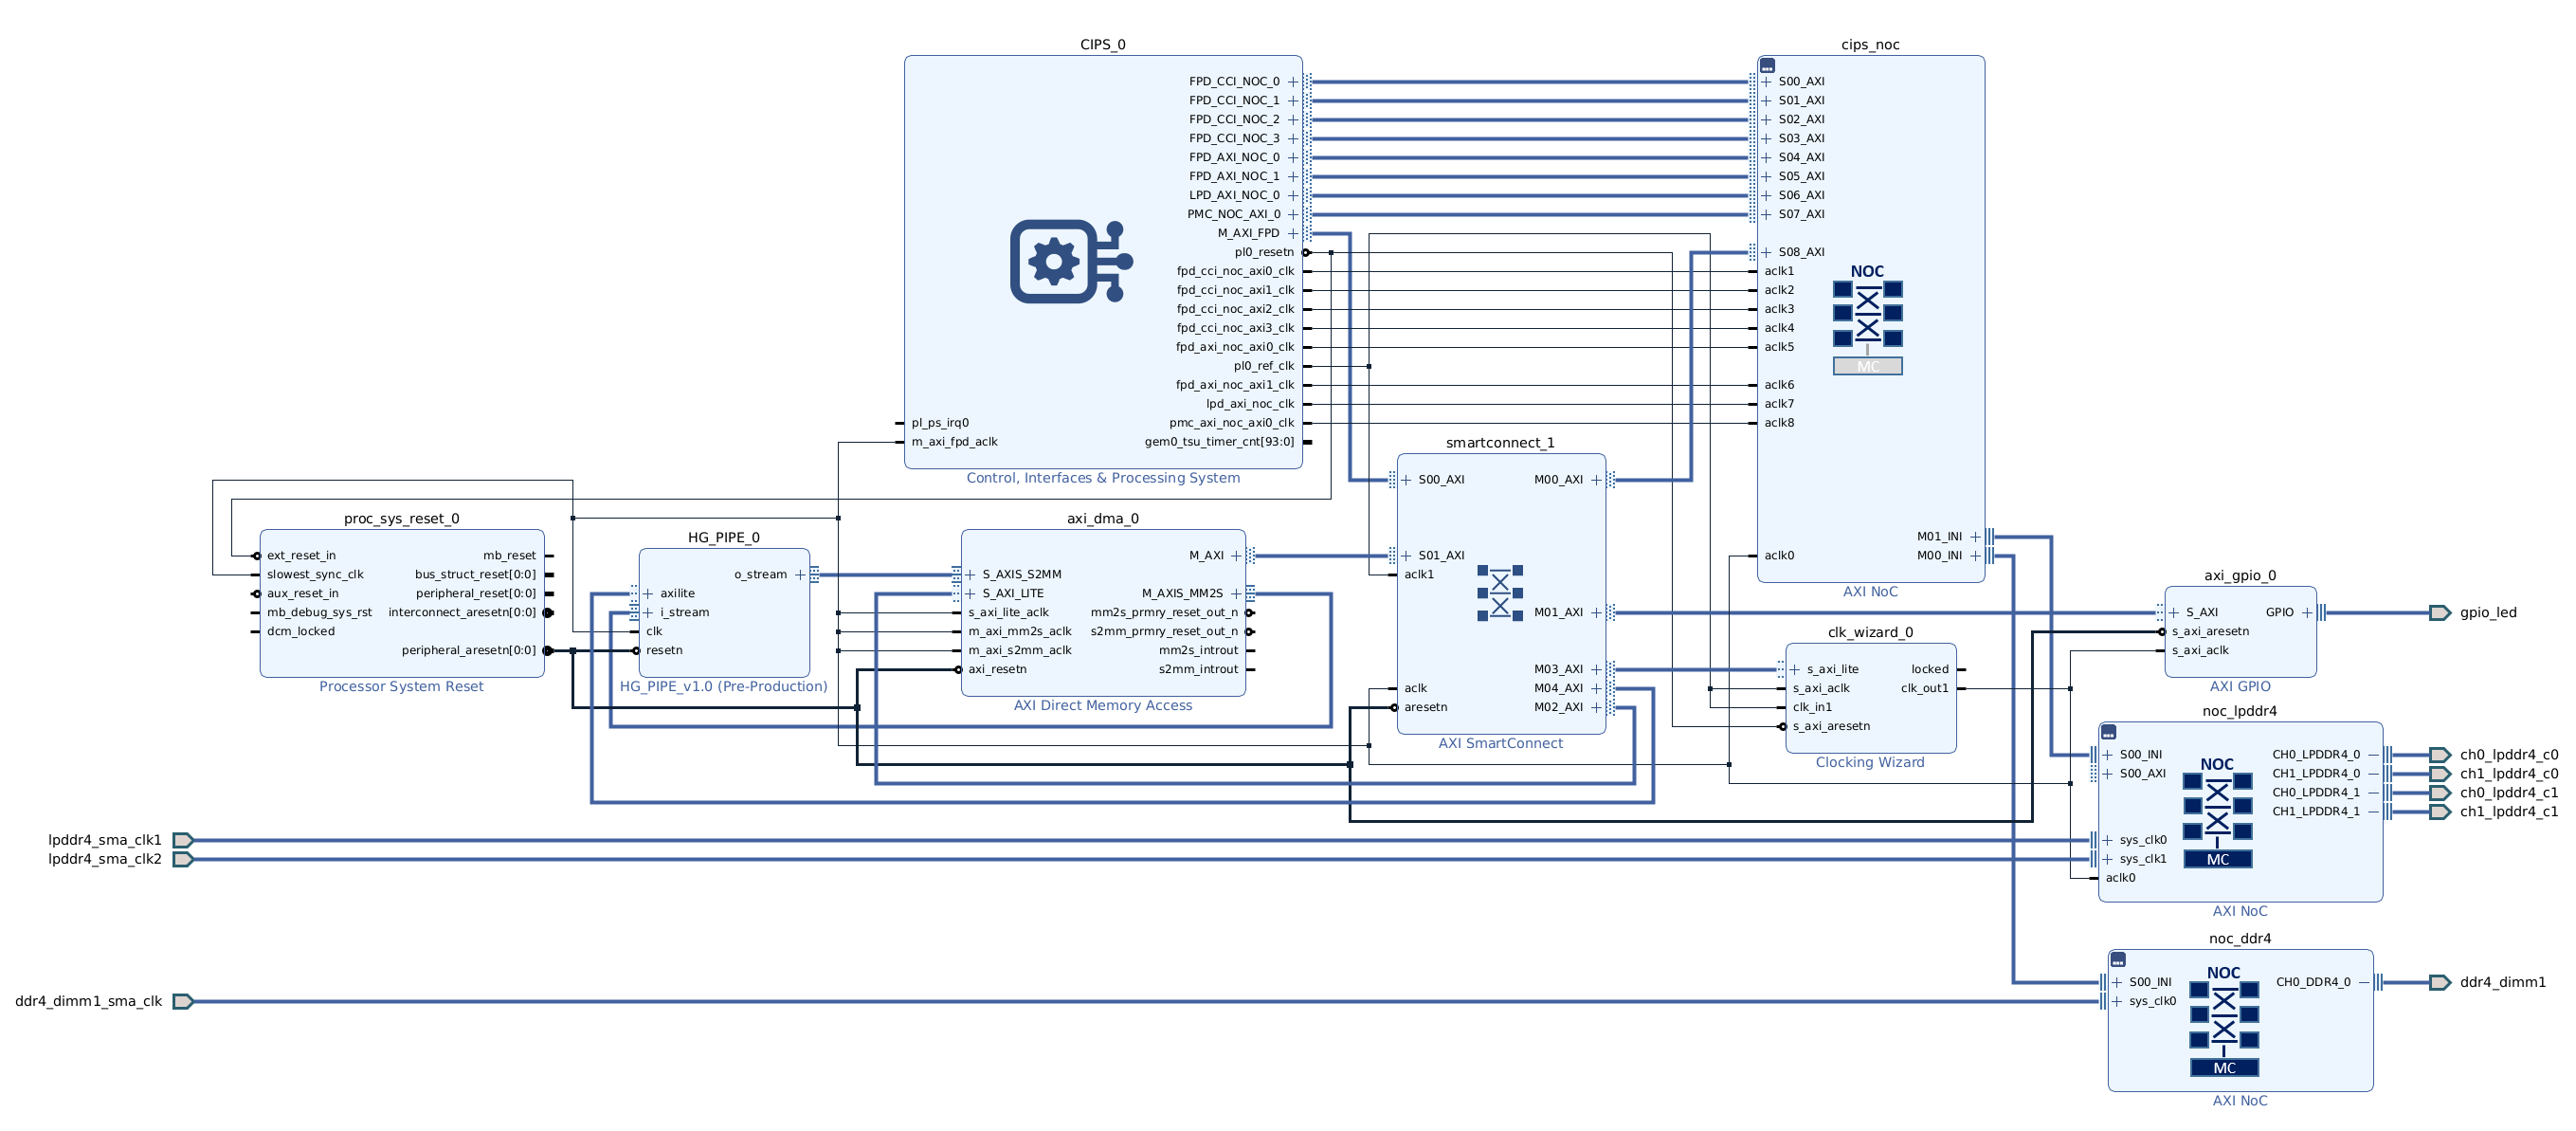 CIPS_0
FPD_CCI_NOC_0
FPD_CCI_NOC_1
FPD_CCI_NOC_2
FPD_CCI_NOC_3
FPD_AXI_NOC_0
FPD_AXI_NOC_1
LPD_AXI_NOC_0
PMC_NOC_AXI_0
M_AXI_FPD
pl0_resetn
fpd_cci_noc_axi0_clk
fpd_cci_noc_axi1_clk
fpd_cci_noc_axi2_clk
fpd_cci_noc_axi3_clk
fpd_axi_noc_axi0_clk
pl0_ref_clk
fpd_axi_noc_axi1_clk
lpd_axi_noc_clk
pl_ps_irq0
pmc_axi_noc_axi0_clk
m_axi_fpd_aclk
gem0_tsu_timer_cnt[93:0]
Control, Interfaces & Processing System
cips_noc
S00_AXI
S01_AXI
S02_AXI
S03_AXI
S04_AXI
S05_AXI
S06_AXI
S07_AXI
S08_AXI
aclk1
aclk2
aclk3
aclk4
aclk5
aclk6
aclk7
aclk8
NOC
MC
M01_INI
M00_INI
aclk0
AXI NoC
proc_sys_reset_0
ext_reset_in
mb_reset
slowest_sync_clk
bus_struct_reset[0:0]
aux_reset_in
peripheral_reset[0:0]
mb_debug_sys_rst
interconnect_aresetn[0:0]
dcm_locked
peripheral_aresetn[0:0]
Processor System Reset
HG_PIPE_0
o_stream
axilite
i_stream
clk
resetn
HG_PIPE_v1.0 (Pre-Production)
axi_dma_0
M_AXI
S_AXIS_S2MM
S_AXI_LITE
M_AXIS_MM2S
s_axi_lite_aclk
mm2s_prmry_reset_out_n
m_axi_mm2s_aclk
s2mm_prmry_reset_out_n
m_axi_s2mm_aclk
mm2s_introut
axi_resetn
s2mm_introut
AXI Direct Memory Access
smartconnect_1
S00_AXI
M00_AXI
S01_AXI
aclk1
M01_AXI
M03_AXI
aclk
M04_AXI
aresetn
M02_AXI
AXI SmartConnect
clk_wizard_0
s_axi_lite
locked
s_axi_aclk
clk_out1
clk_in1
s_axi_aresetn
Clocking Wizard
axi_gpio_0
S_AXI
GPIO
s_axi_aresetn
s_axi_aclk
AXI GPIO
gpio_led
noc_lpddr4
S00_INI
CH0_LPDDR4_0
S00_AXI
CH1_LPDDR4_0
CH0_LPDDR4_1
CH1_LPDDR4_1
NOC
MC
sys_clk0
sys_clk1
aclk0
AXI NoC
ch0_lpddr4_c0
ch1_lpddr4_c0
ch0_lpddr4_c1
ch1_lpddr4_c1
lpddr4_sma_clk1
lpddr4_sma_clk2
noc_ddr4
NOC
S00_INI
CH0_DDR4_0
sys_clk0
MC
AXI NoC
ddr4_dimm1
ddr4_dimm1_sma_clk